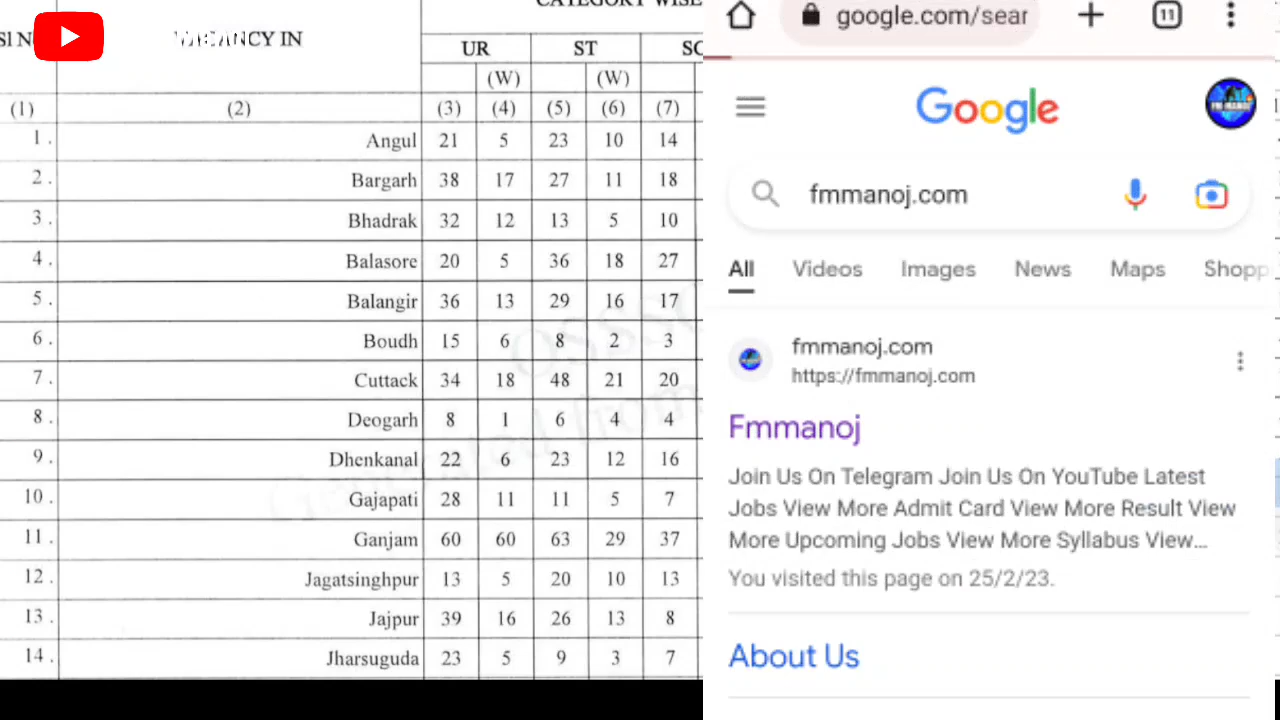 CATEGORY WISE
Sl N
CY IN
UR ST SC
(W) (W)
(1) (2) (3) (4) (5) (6) (7)
1. Angul 21 5 23 10 14
2. Bargarh 38 17 27 11 18
3. Bhadrak 32 12 13 5 10
4. Balasore 20 5 36 18 27
5. Balangir 36 13 29 16 17
6. Boudh 15 6 8 2 3
7. Cuttack 34 18 48 21 20
8. Deogarh 8 1 6 4 4
9. Dhenkanal 22 6 23 12 16
10. Gajapati 28 11 11 5 7
11. Ganjam 60 60 63 29 37
12. Jagatsinghpur 13 5 20 10 13
13. Jajpur 39 16 26 13 8
14. Jharsuguda 23 5 9 3 7
OSSSC
from
google.com/sear
11
Google
fmmanoj.com
All Videos Images News Maps Shopp
fmmanoj.com
https://fmmanoj.com
Fmmanoj
Join Us On Telegram Join Us On YouTube Latest
Jobs View More Admit Card View More Result View
More Upcoming Jobs View More Syllabus View...
You visited this page on 25/2/23.
About Us